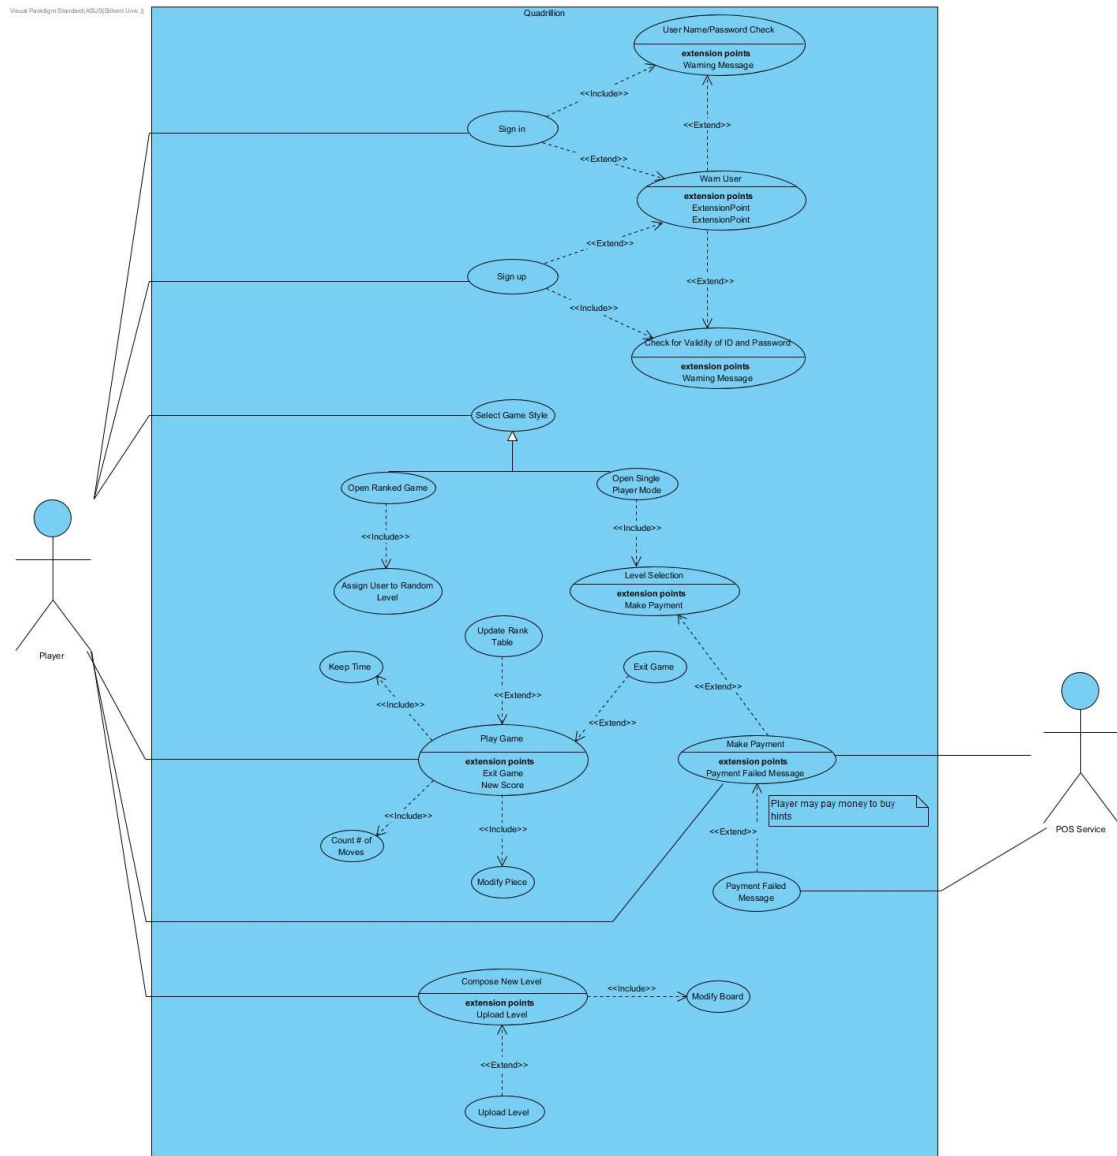 Visual Paradigm Standard(ASUS(Bilkent Univ. ))
Quadrillion
User Name/Password Check
extension points
Warning Message
<<Include>>
Sign in
<<Extend>>
<<Extend>>
Warn User
extension points
ExtensionPoint
ExtensionPoint
<<Extend>>
Sign up
<<Extend>>
<<Include>>
Check for Validity of ID and Password
extension points
Warning Message
Select Game Style
Open Ranked Game
Open Single
Player Mode
<<Include>>
<<Include>>
Assign User to Random
Level
Level Selection
extension points
Make Payment
Player
Update Rank
Table
Keep Time
Exit Game
<<Extend>>
<<Extend>>
<<Include>>
<<Extend>>
Play Game
extension points
Exit Game
New Score
Make Payment
extension points
Payment Failed Message
Player may pay money to buy
hints
POS Service
<<Include>>
<<Include>>
<<Extend>>
Count # of
Moves
Modify Piece
Payment Failed
Message
Compose New Level
extension points
Upload Level
<<Include>>
Modify Board
<<Extend>>
Upload Level